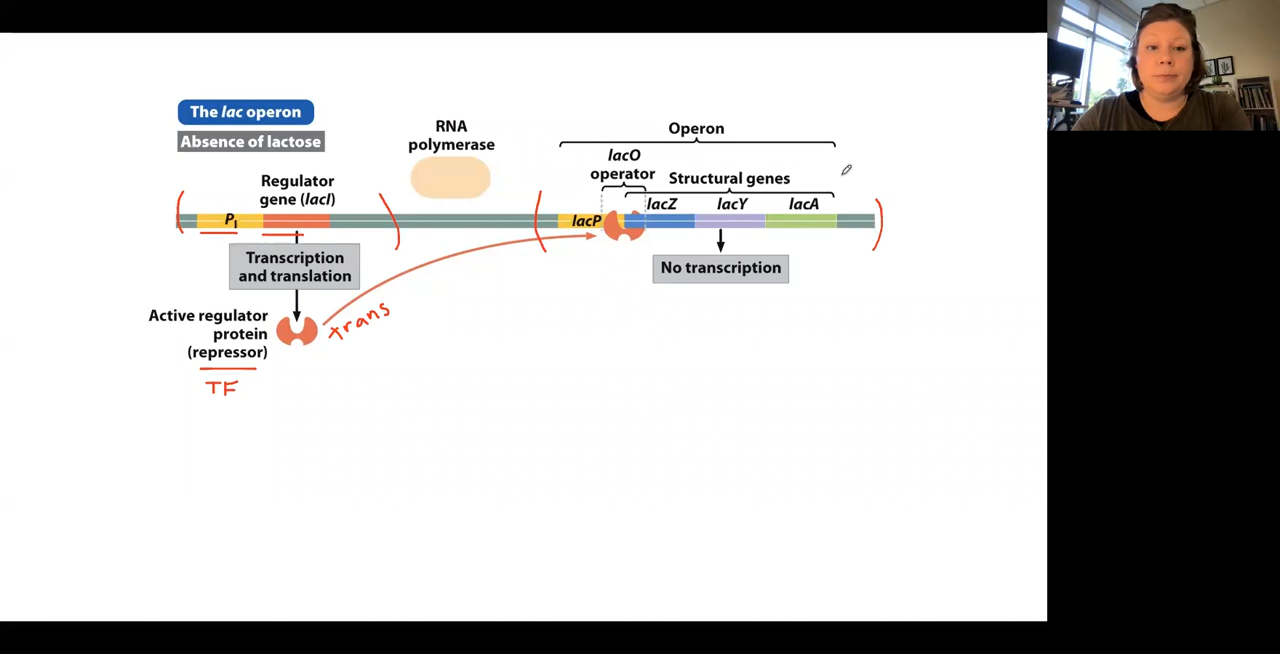 The lac operon
Absence of lactose
RNA
polymerase
Operon
lacO
operator
Structural genes
Regulator
gene (lacI)
lacZ
lacY
lacA
PI
lacP
Transcription
and translation
No transcription
Active regulator
protein
(repressor)
trans
TF